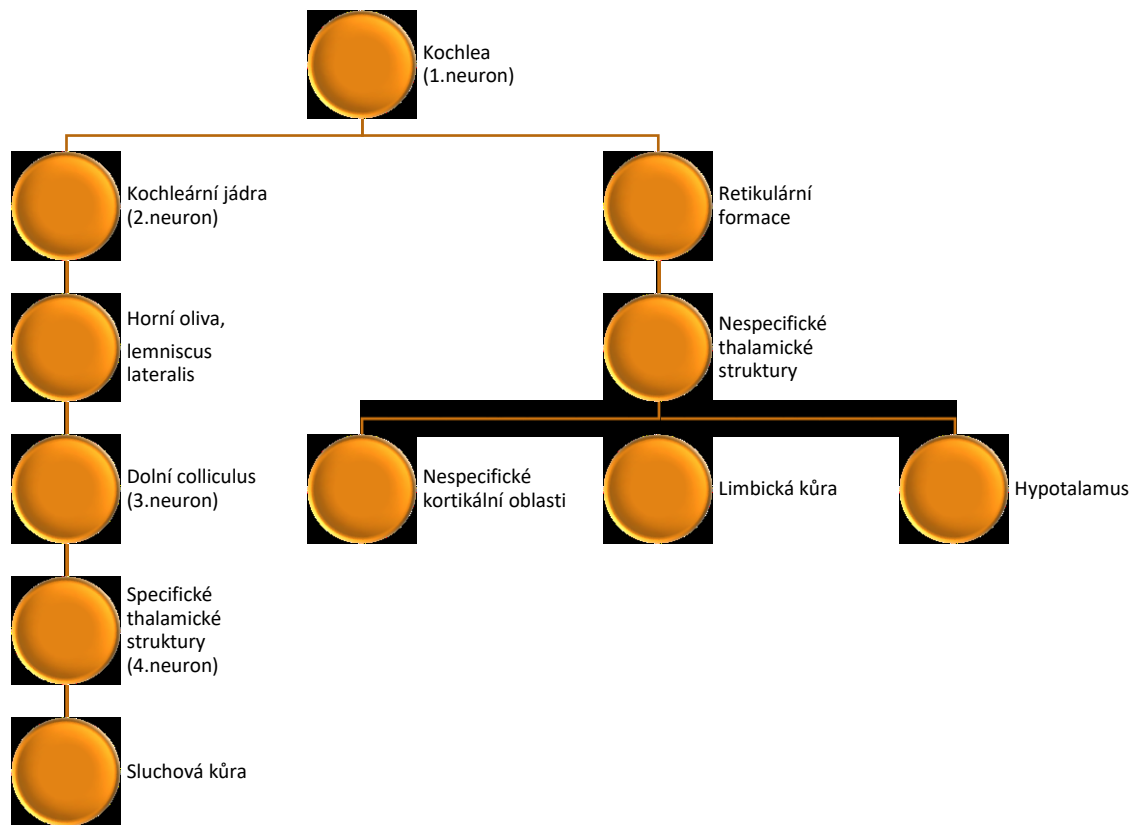 Kochlea
(1.neuron)
Kochleární jádra
(2.neuron)
Retikulární
formace
Horní oliva,
lemniscus
lateralis
Nespecifické
thalamické
struktury
Dolní colliculus
(3.neuron)
Nespecifické
kortikální oblasti
Limbická kůra
Hypotalamus
Specifické
thalamické
struktury
(4.neuron)
Sluchová kůra